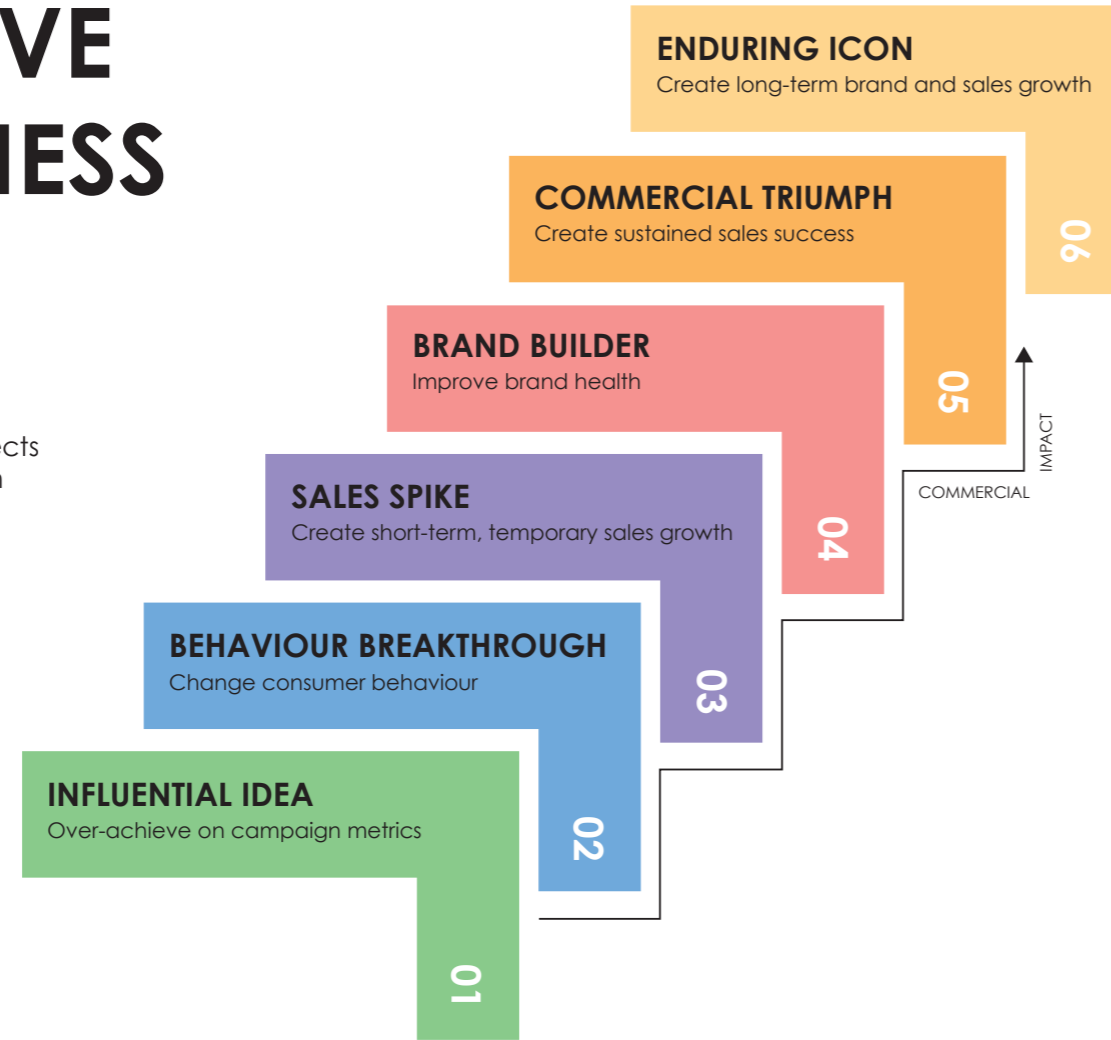 VE
NESS
ects
ENDURING ICON
Create long-term brand and sales growth
06
COMMERCIAL TRIUMPH
Create sustained sales success
05
BRAND BUILDER
Improve brand health
04
SALES SPIKE
Create short-term, temporary sales growth
03
BEHAVIOUR BREAKTHROUGH
Change consumer behaviour
02
INFLUENTIAL IDEA
Over-achieve on campaign metrics
01
COMMERCIAL
IMPACT